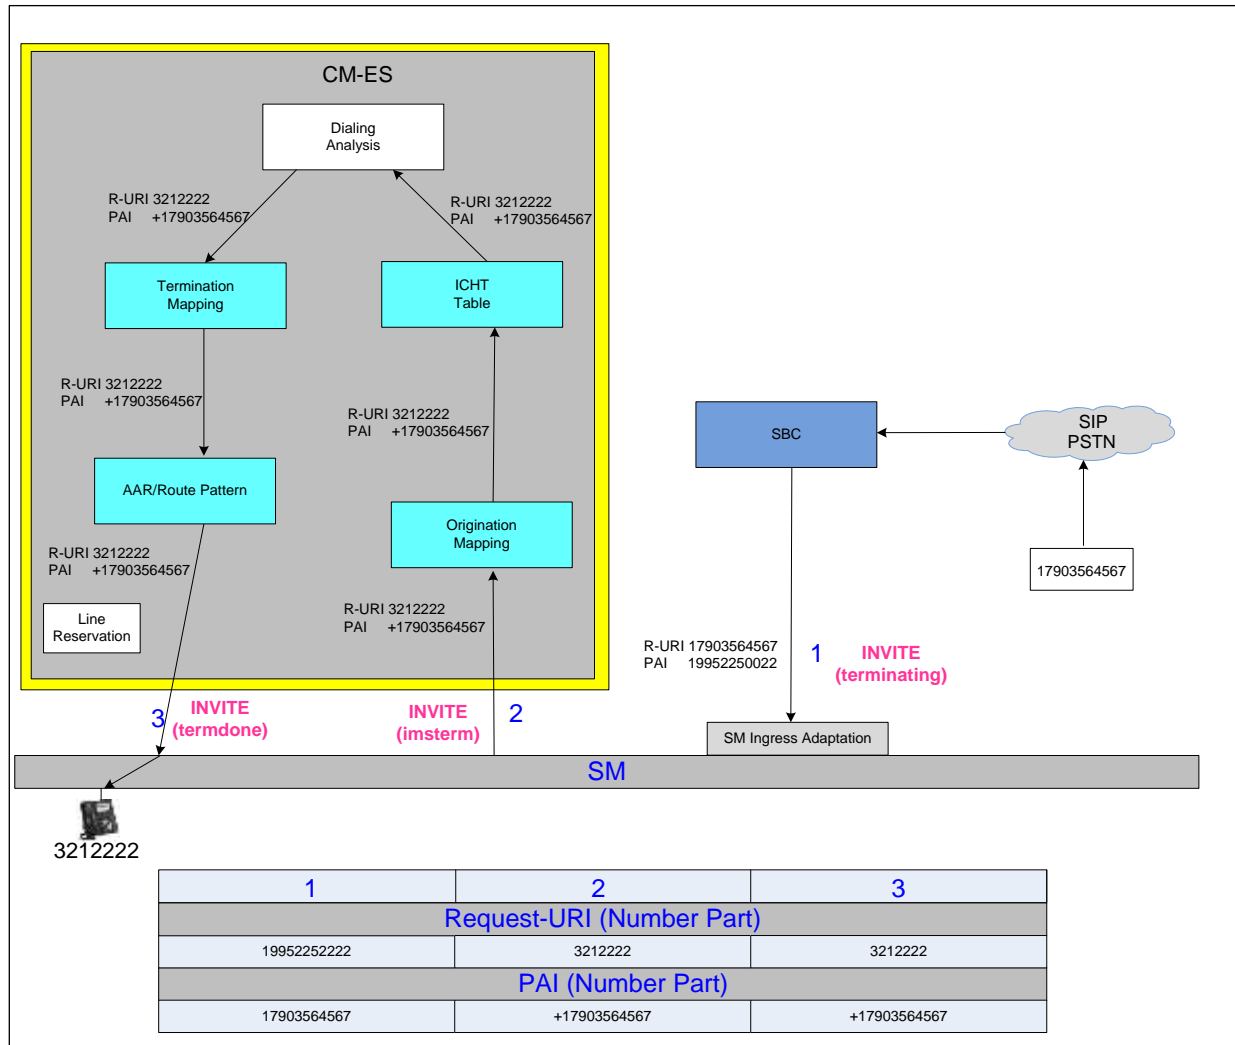 CM-ES
Dialing
Analysis
R-URI 3212222
PAI +17903564567
R-URI 3212222
PAI +17903564567
Termination
Mapping
ICHT
Table
R-URI 3212222
PAI +17903564567
R-URI 3212222
PAI +17903564567
AAR/Route Pattern
Origination
Mapping
R-URI 3212222
PAI +17903564567
Line
Reservation
R-URI 3212222
PAI +17903564567
SBC
SIP
PSTN
17903564567
R-URI 17903564567
PAI 19952250022
1
INVITE
(terminating)
3
INVITE
(termdone)
INVITE
(imsterm)
2
SM Ingress Adaptation
SM
3212222
1 2 3
Request-URI (Number Part)
19952252222 3212222 3212222
PAI (Number Part)
17903564567 +17903564567 +17903564567